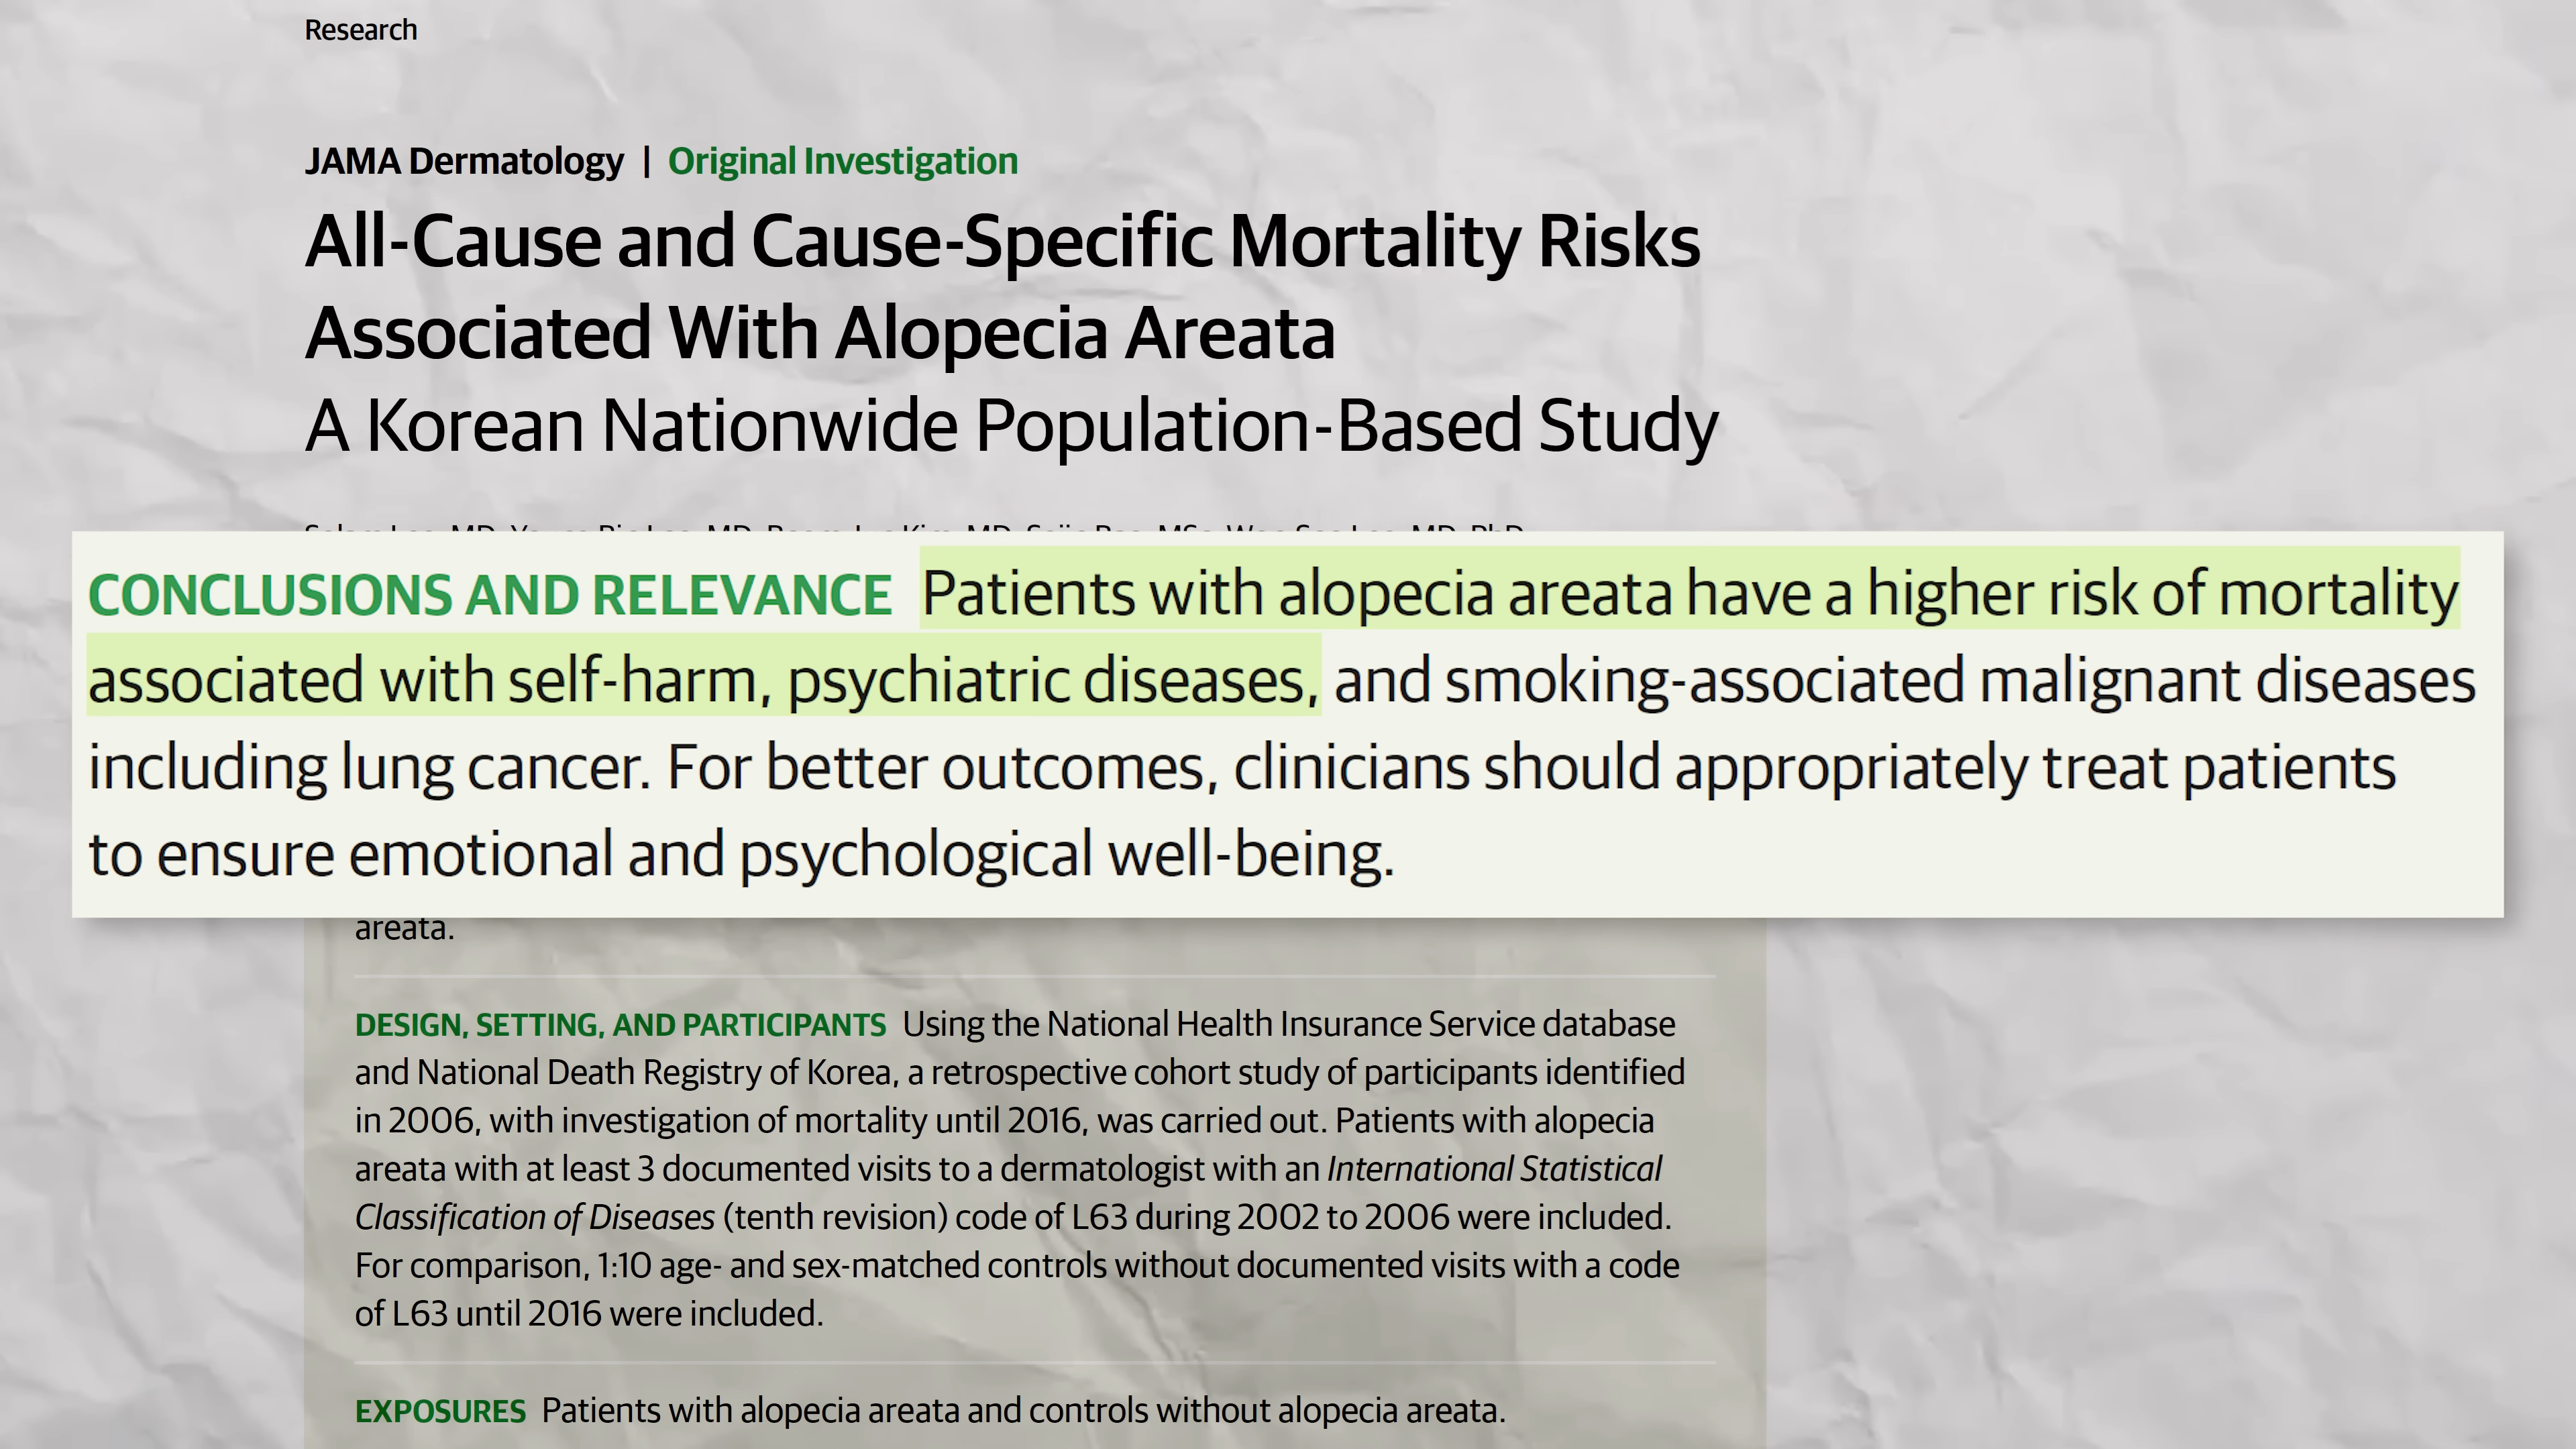 Research
JAMA Dermatology | Original Investigation
All-Cause and Cause-Specific Mortality Risks
Associated With Alopecia Areata
A Korean Nationwide Population-Based Study
CONCLUSIONS AND RELEVANCE Patients with alopecia areata have a higher risk of mortality
associated with self-harm, psychiatric diseases, and smoking-associated malignant diseases
including lung cancer. For better outcomes, clinicians should appropriately treat patients
to ensure emotional and psychological well-being.
areata.
DESIGN, SETTING, AND PARTICIPANTS Using the National Health Insurance Service database
and National Death Registry of Korea, a retrospective cohort study of participants identified
in 2006, with investigation of mortality until 2016, was carried out. Patients with alopecia
areata with at least 3 documented visits to a dermatologist with an International Statistical
Classification of Diseases (tenth revision) code of L63 during 2002 to 2006 were included.
For comparison, 1:10 age- and sex-matched controls without documented visits with a code
of L63 until 2016 were included.
EXPOSURES Patients with alopecia areata and controls without alopecia areata.